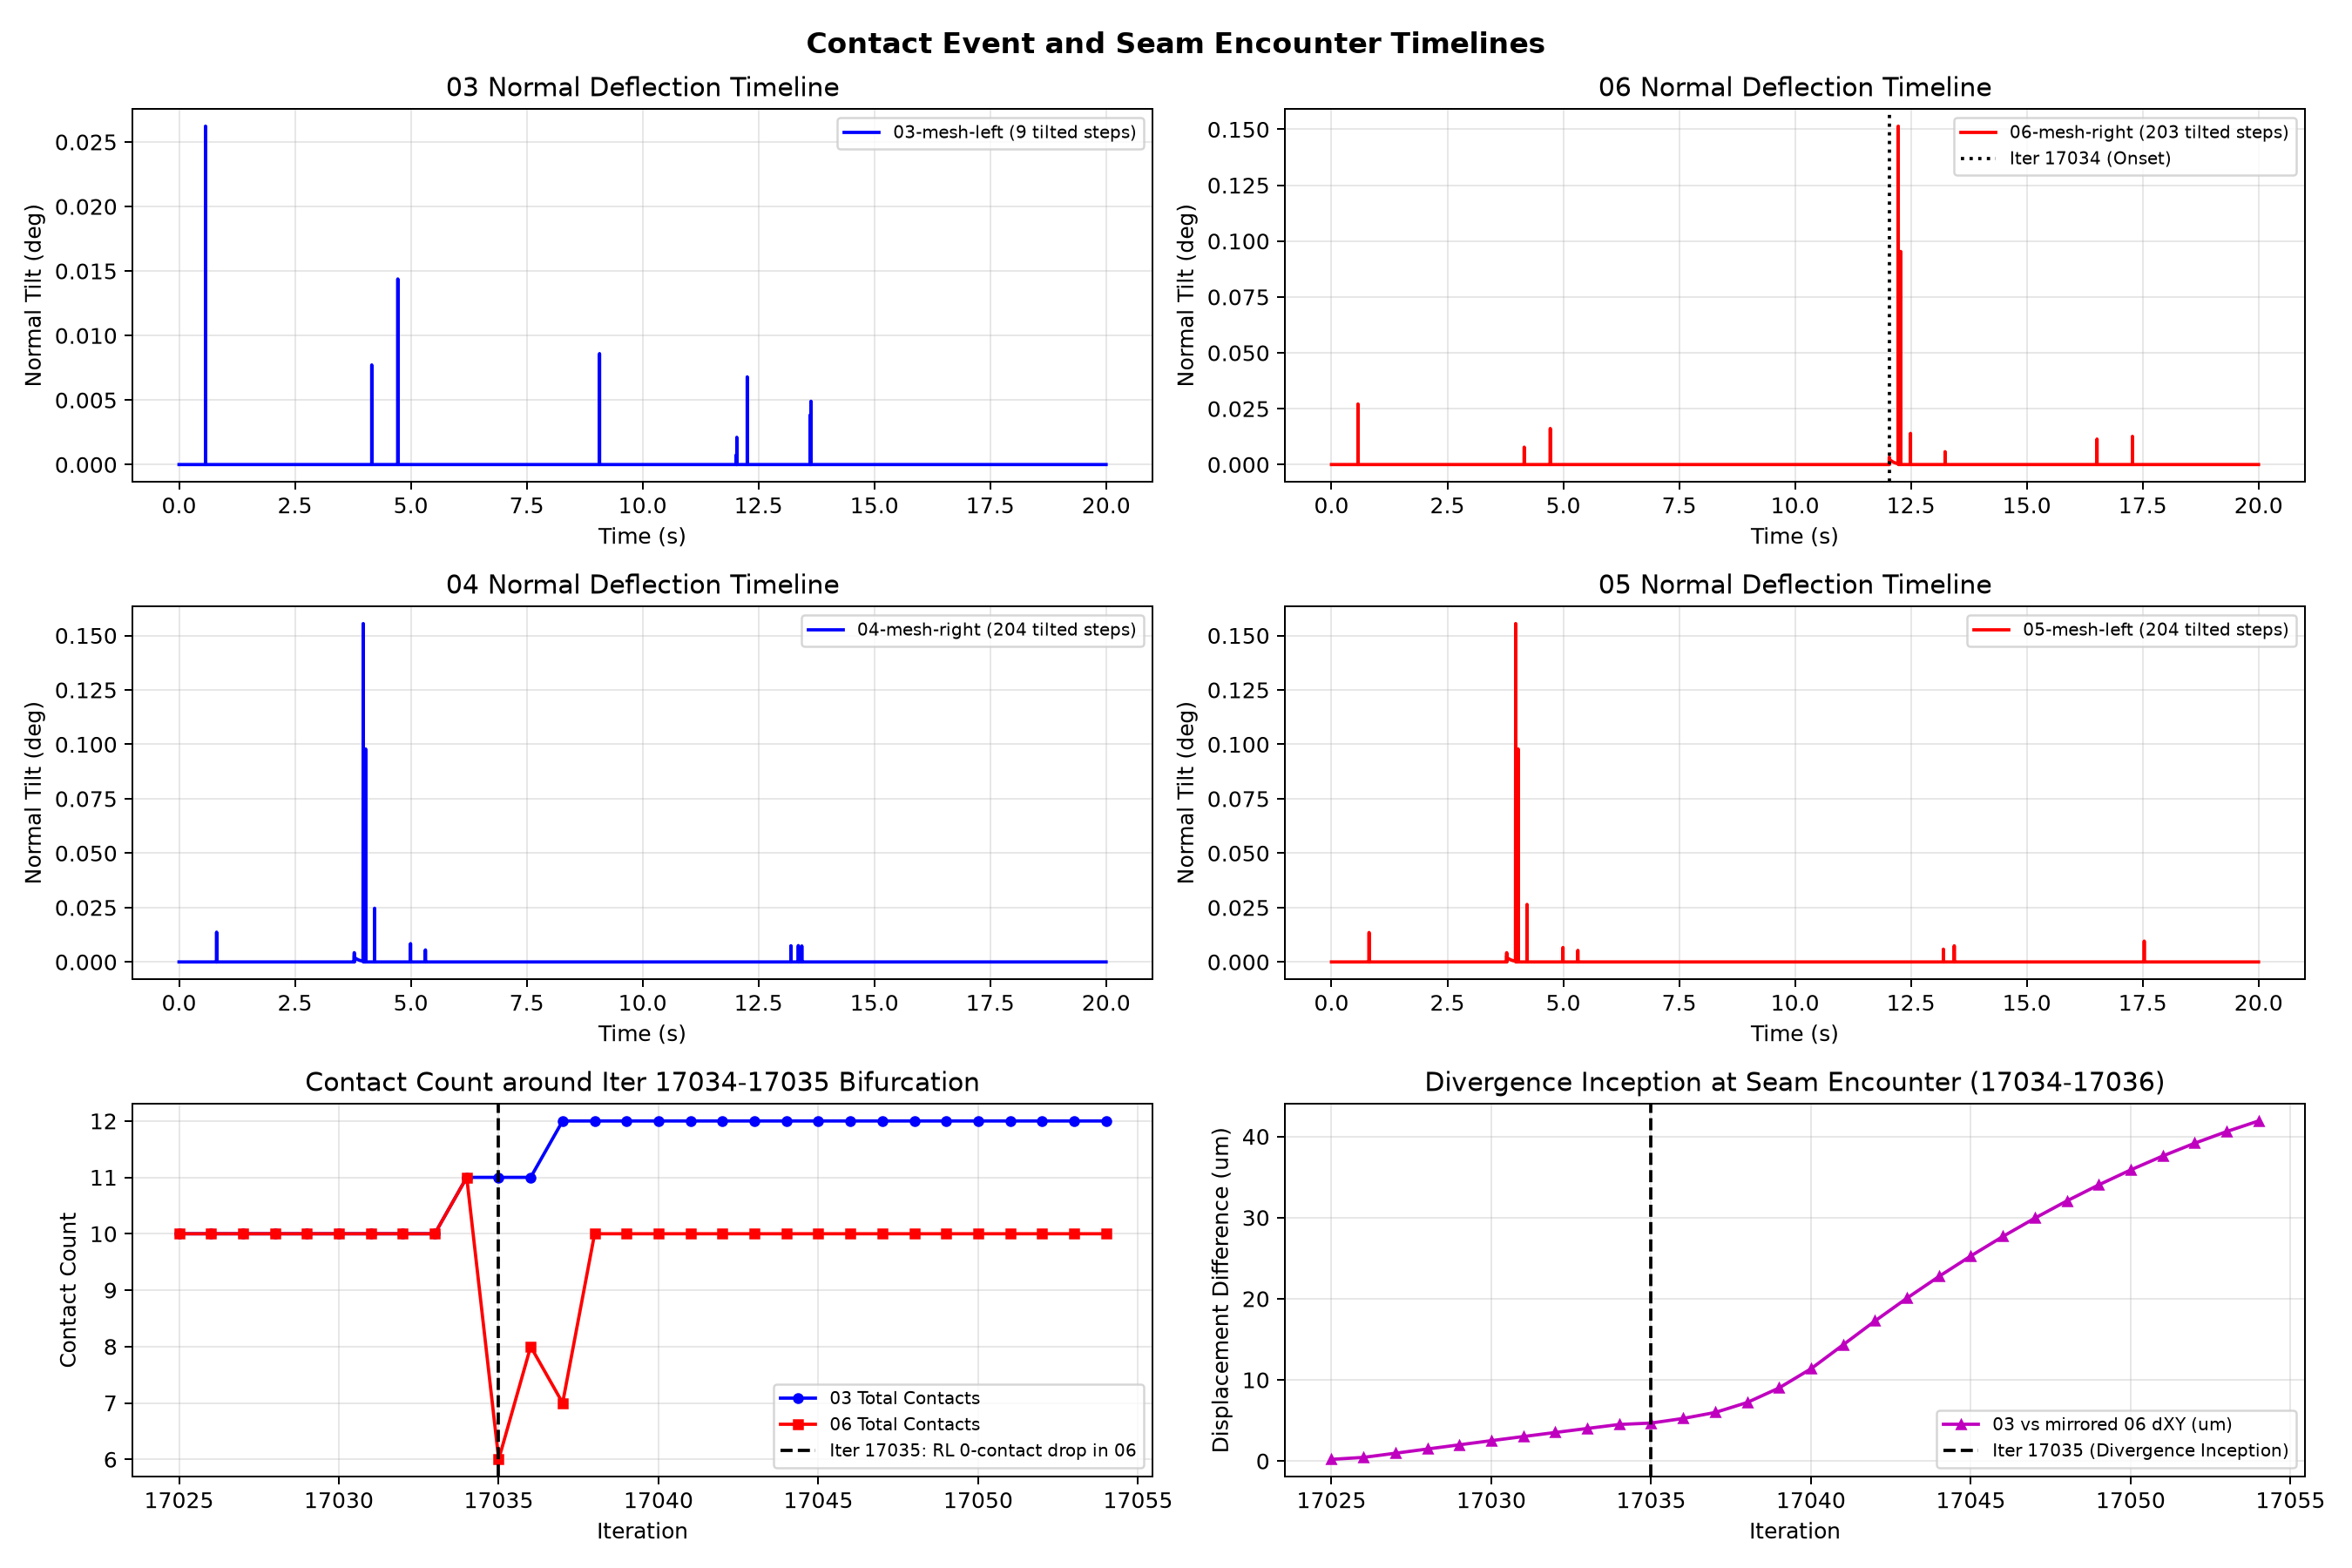 Contact Event and Seam Encounter Timelines
03 Normal Deflection Timeline
Normal Tilt (deg)
0.025
0.020
0.015
0.010
0.005
0.000
03-mesh-left (9 tilted steps)
0.0 2.5 5.0 7.5 10.0 12.5 15.0 17.5 20.0
Time (s)
06 Normal Deflection Timeline
Normal Tilt (deg)
0.150
0.125
0.100
0.075
0.050
0.025
0.000
06-mesh-right (203 tilted steps)
Iter 17034 (Onset)
0.0 2.5 5.0 7.5 10.0 12.5 15.0 17.5 20.0
Time (s)
04 Normal Deflection Timeline
Normal Tilt (deg)
0.150
0.125
0.100
0.075
0.050
0.025
0.000
04-mesh-right (204 tilted steps)
0.0 2.5 5.0 7.5 10.0 12.5 15.0 17.5 20.0
Time (s)
05 Normal Deflection Timeline
Normal Tilt (deg)
0.150
0.125
0.100
0.075
0.050
0.025
0.000
05-mesh-left (204 tilted steps)
0.0 2.5 5.0 7.5 10.0 12.5 15.0 17.5 20.0
Time (s)
Contact Count around Iter 17034-17035 Bifurcation
Contact Count
12
11
10
9
8
7
6
03 Total Contacts
06 Total Contacts
Iter 17035: RL 0-contact drop in 06
17025 17030 17035 17040 17045 17050 17055
Iteration
Divergence Inception at Seam Encounter (17034-17036)
Displacement Difference (um)
40
30
20
10
0
03 vs mirrored 06 dXY (um)
Iter 17035 (Divergence Inception)
17025 17030 17035 17040 17045 17050 17055
Iteration